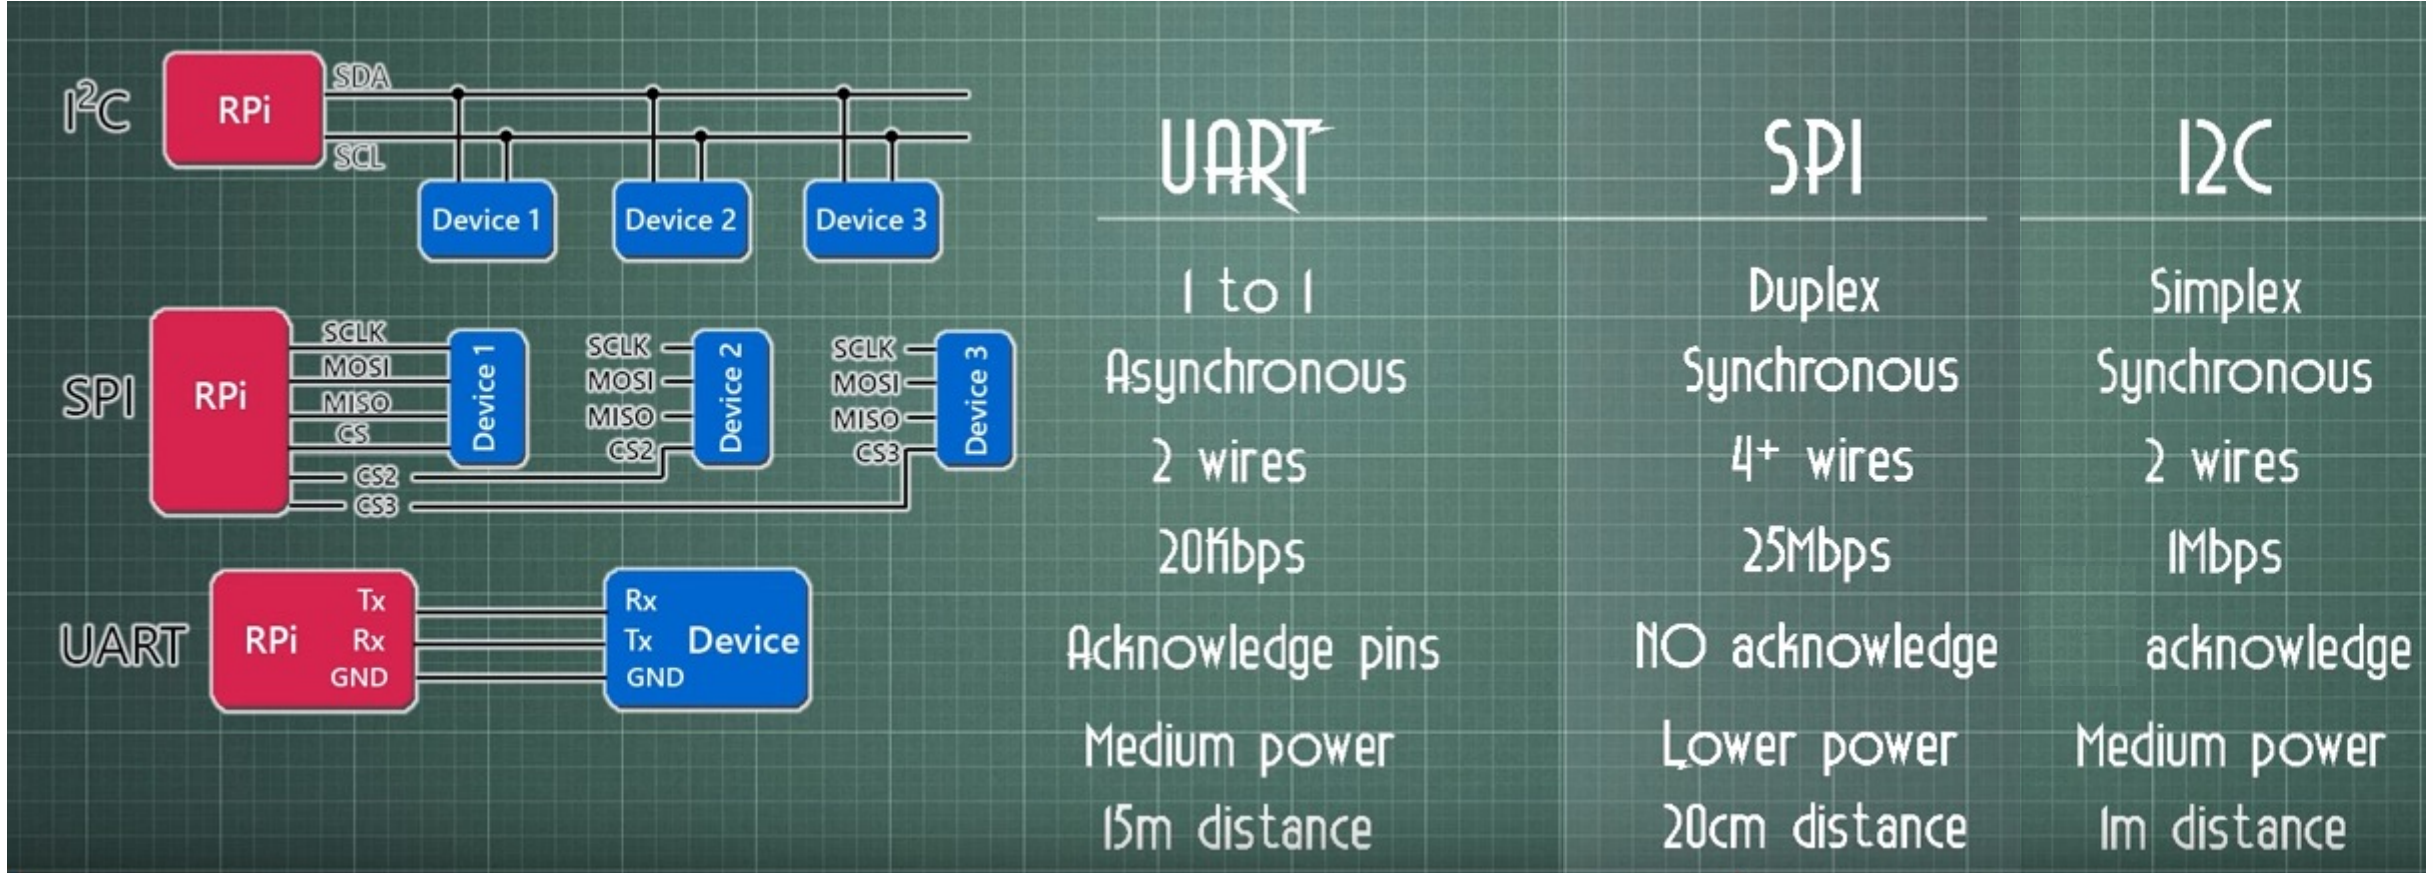 I²C
RPi
SDA
SCL
Device 1
Device 2
Device 3
SPI
RPi
SCLK
MOSI
MISO
CS
CS2
CS3
Device 1
SCLK
MOSI
MISO
CS2
Device 2
SCLK
MOSI
MISO
CS3
Device 3
UART
RPi
Tx
Rx
GND
Rx
Tx
GND
Device
UART
1 to 1
Asynchronous
2 wires
20Kbps
Acknowledge pins
Medium power
15m distance
SPI
Duplex
Synchronous
4+ wires
25Mbps
NO acknowledge
Lower power
20cm distance
I2C
Simplex
Synchronous
2 wires
1Mbps
acknowledge
Medium power
1m distance